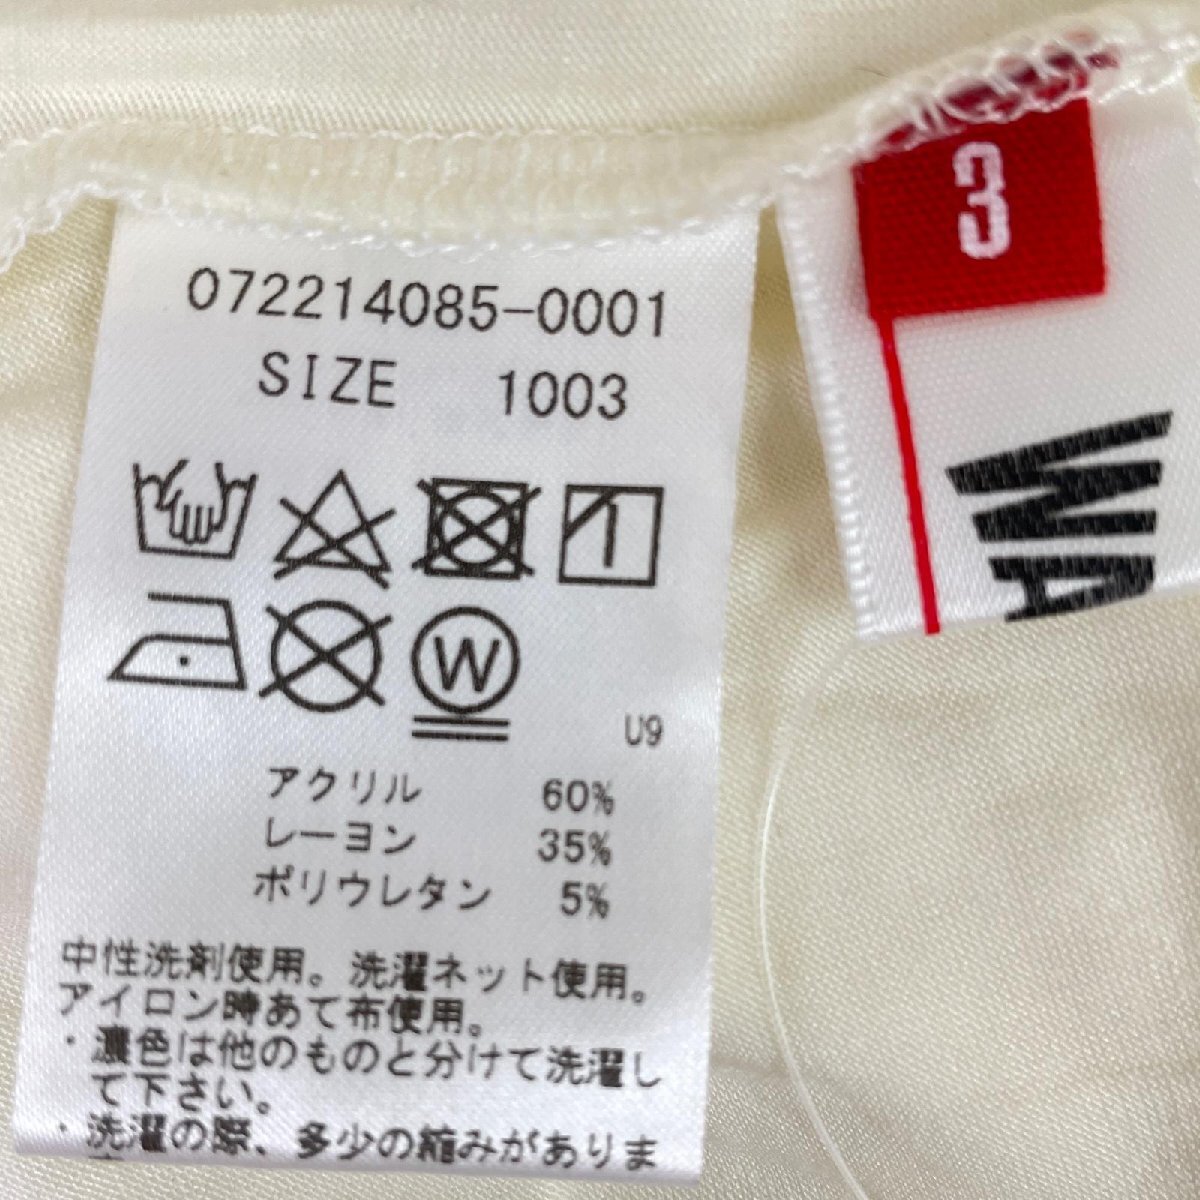 072214085-0001
SIZE 1003
W
U9
アクリル 60%
レーヨン 35%
ポリウレタン 5%
中性洗剤使用。洗濯ネット使用。
アイロン時あて布使用。
・濃色は他のものと分けて洗濯し
て下さい。
・洗濯の際、多少の縮みがありま
3
WA